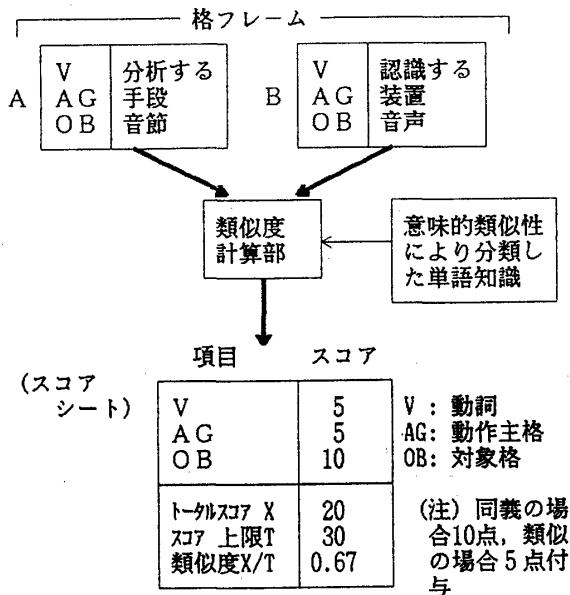 格フレーム
A
V 分析する
AG 手段
OB 音節
B
V 認識する
AG 装置
OB 音声
類似度
計算部
意味的類似性
により分類し
た単語知識
(スコア
シート)
項目 スコア
V 5
AG 5
OB 10
トータルスコア X 20
スコア 上限T 30
類似度X/T 0.67
V : 動詞
AG: 動作主格
OB: 対象格
(注) 同義の場
合10点, 類似
の場合5点付
与